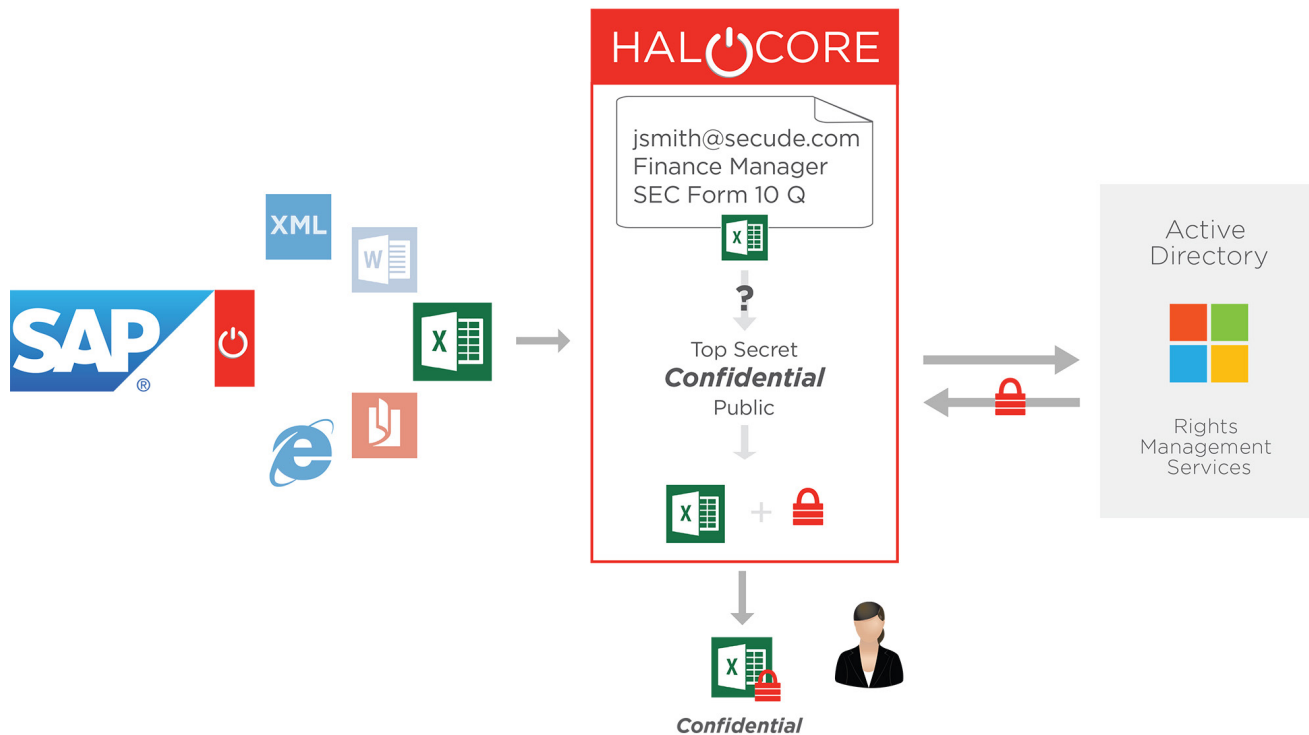 HALOCORE
jsmith@secude.com
Finance Manager
SEC Form 10 Q
X
?
Top Secret
Confidential
Public
X
+
XML
W
SAP
®
X
e
Active
Directory
Rights
Management
Services
X
Confidential